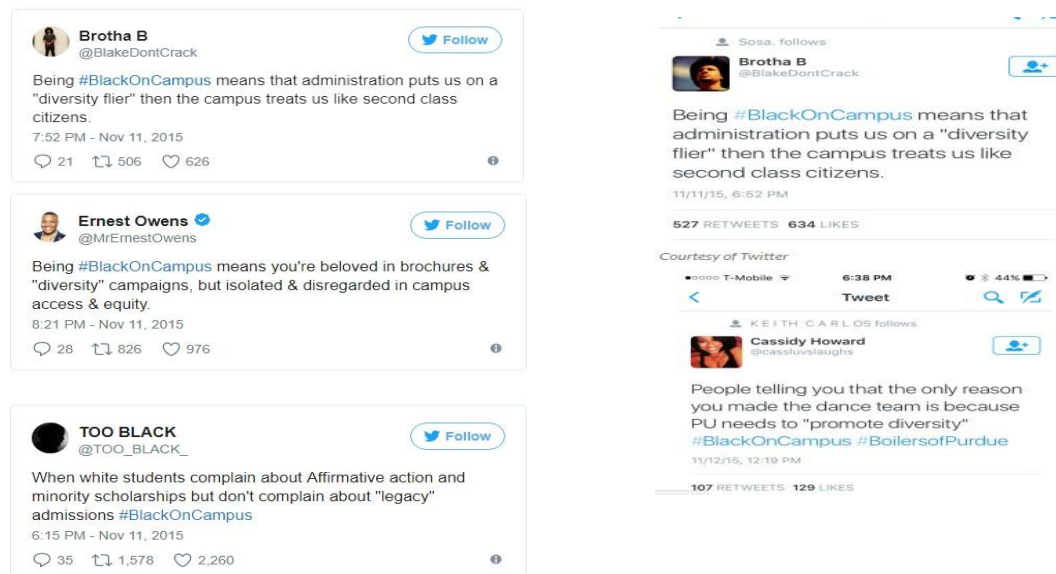 Brotha B
@BlakeDontCrack
Follow
Being #BlackOnCampus means that administration puts us on a
"diversity flier" then the campus treats us like second class
citizens.
7:52 PM - Nov 11, 2015
21 506 626
Ernest Owens
@MrErnestOwens
Follow
Being #BlackOnCampus means you're beloved in brochures &
"diversity" campaigns, but isolated & disregarded in campus
access & equity.
8:21 PM - Nov 11, 2015
28 826 976
TOO BLACK
@TOO_BLACK_
Follow
When white students complain about Affirmative action and
minority scholarships but don't complain about "legacy"
admissions #BlackOnCampus
6:15 PM - Nov 11, 2015
35 1,578 2,260
Sosa. follows
Brotha B
@BlakeDontCrack
Being #BlackOnCampus means that
administration puts us on a "diversity
flier" then the campus treats us like
second class citizens.
11/11/15, 6:52 PM
527 RETWEETS 634 LIKES
Courtesy of Twitter
T-Mobile 6:38 PM 44%
Tweet
K E I T H C A R L OS follows
Cassidy Howard
@cassluvslaughs
People telling you that the only reason
you made the dance team is because
PU needs to "promote diversity"
#BlackOnCampus #BoilersofPurdue
11/12/15, 12:19 PM
107 RETWEETS 129 LIKES